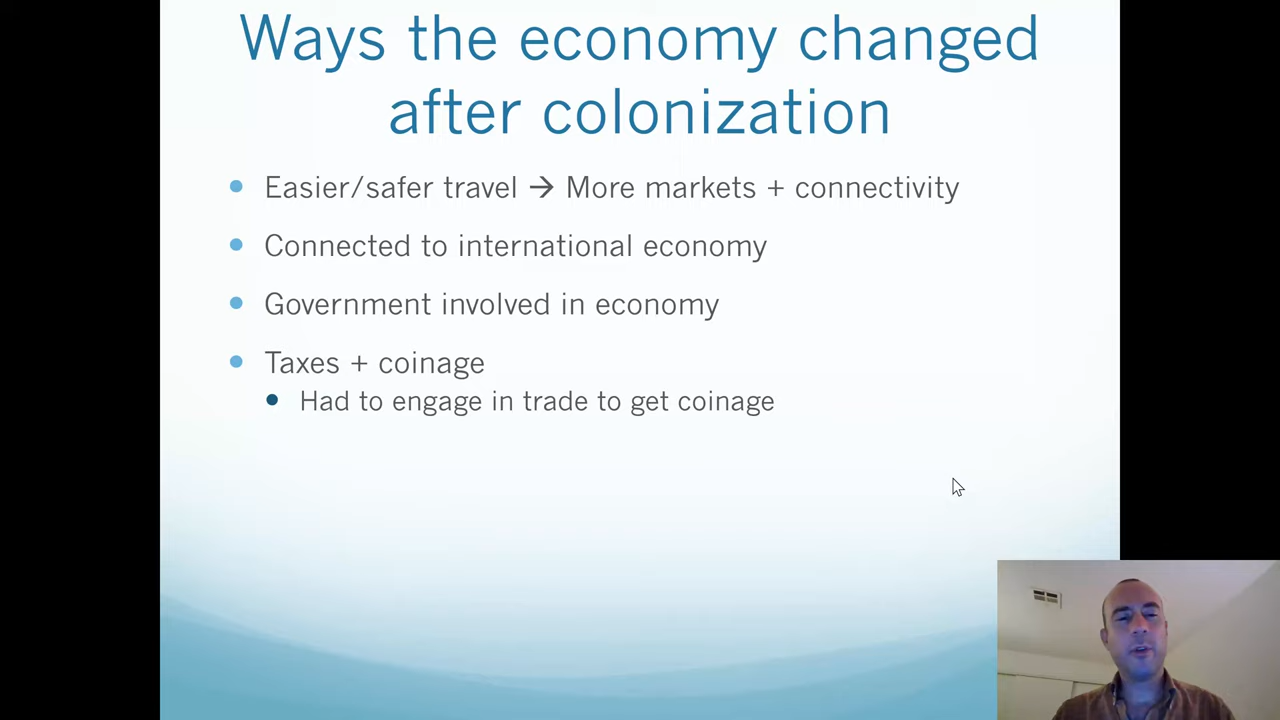 Ways the economy changed
after colonization
Easier/safer travel → More markets + connectivity
Connected to international economy
Government involved in economy
Taxes + coinage
Had to engage in trade to get coinage